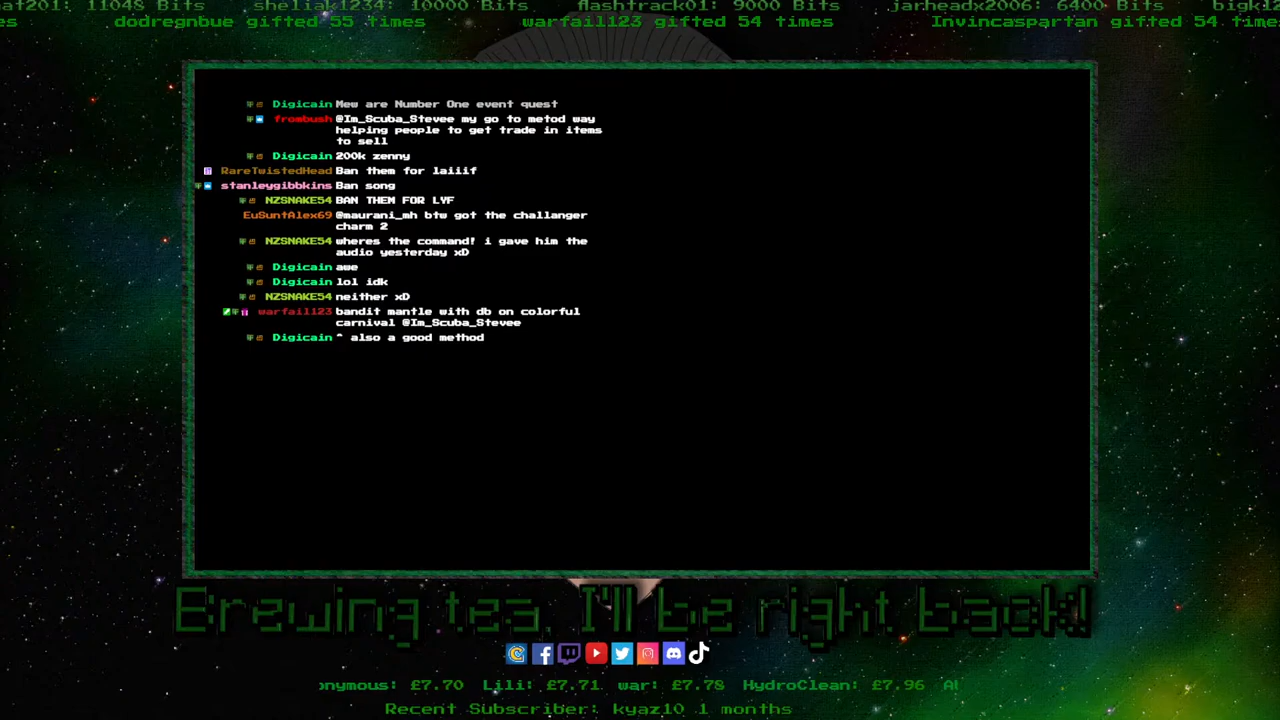 at201: 11048 Bits sheliak1234: 10000 Bits flashtrack01: 9000 Bits jarheadx2006: 6400 Bits bigk12
es dodregnbue gifted 55 times warfail123 gifted 54 times Invincaspartan gifted 54 time
Digicain Mew are Number One event quest
frombush @Im_Scuba_Stevee my go to metod way
helping people to get trade in items
to sell
Digicain 200k zenny
RareTwistedHead Ban them for laiiif
stanleygibbkins Ban song
NZSNAKE54 BAN THEM FOR LYF
EuSuntAlex69 @maurani_mh btw got the challanger
charm 2
NZSNAKE54 wheres the command! i gave him the
audio yesterday xD
Digicain awe
Digicain lol idk
NZSNAKE54 neither xD
warfail123 bandit mantle with db on colorful
carnival @Im_Scuba_Stevee
Digicain ^ also a good method
Brewing tea, I'll be right back!
onymous: £7.70 Lili: £7.71 war: £7.78 HydroClean: £7.96
Recent Subscriber: kyaz10 1 months